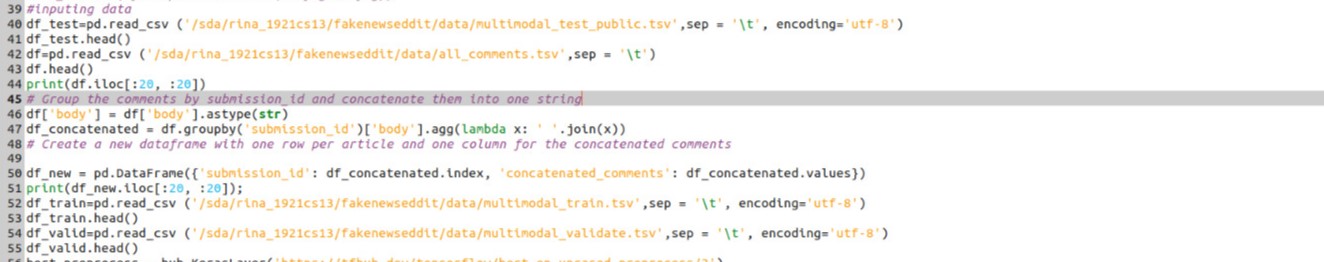 39 #inputing data
40 df_test=pd.read_csv ('/sda/rina_1921cs13/fakenewseddit/data/multimodal_test_public.tsv',sep = '\t', encoding='utf-8')
41 df_test.head()
42 df=pd.read_csv ('/sda/rina_1921cs13/fakenewseddit/data/all_comments.tsv',sep = '\t')
43 df.head()
44 print(df.iloc[:20, :20])
45 # Group the comments by submission_id and concatenate them into one string
46 df['body'] = df['body'].astype(str)
47 df_concatenated = df.groupby('submission_id')['body'].agg(lambda x: ' '.join(x))
48 # Create a new dataframe with one row per article and one column for the concatenated comments
49
50 df_new = pd.DataFrame({'submission_id': df_concatenated.index, 'concatenated_comments': df_concatenated.values})
51 print(df_new.iloc[:20, :20]);
52 df_train=pd.read_csv ('/sda/rina_1921cs13/fakenewseddit/data/multimodal_train.tsv',sep = '\t', encoding='utf-8')
53 df_train.head()
54 df_valid=pd.read_csv ('/sda/rina_1921cs13/fakenewseddit/data/multimodal_validate.tsv',sep = '\t', encoding='utf-8')
55 df_valid.head()